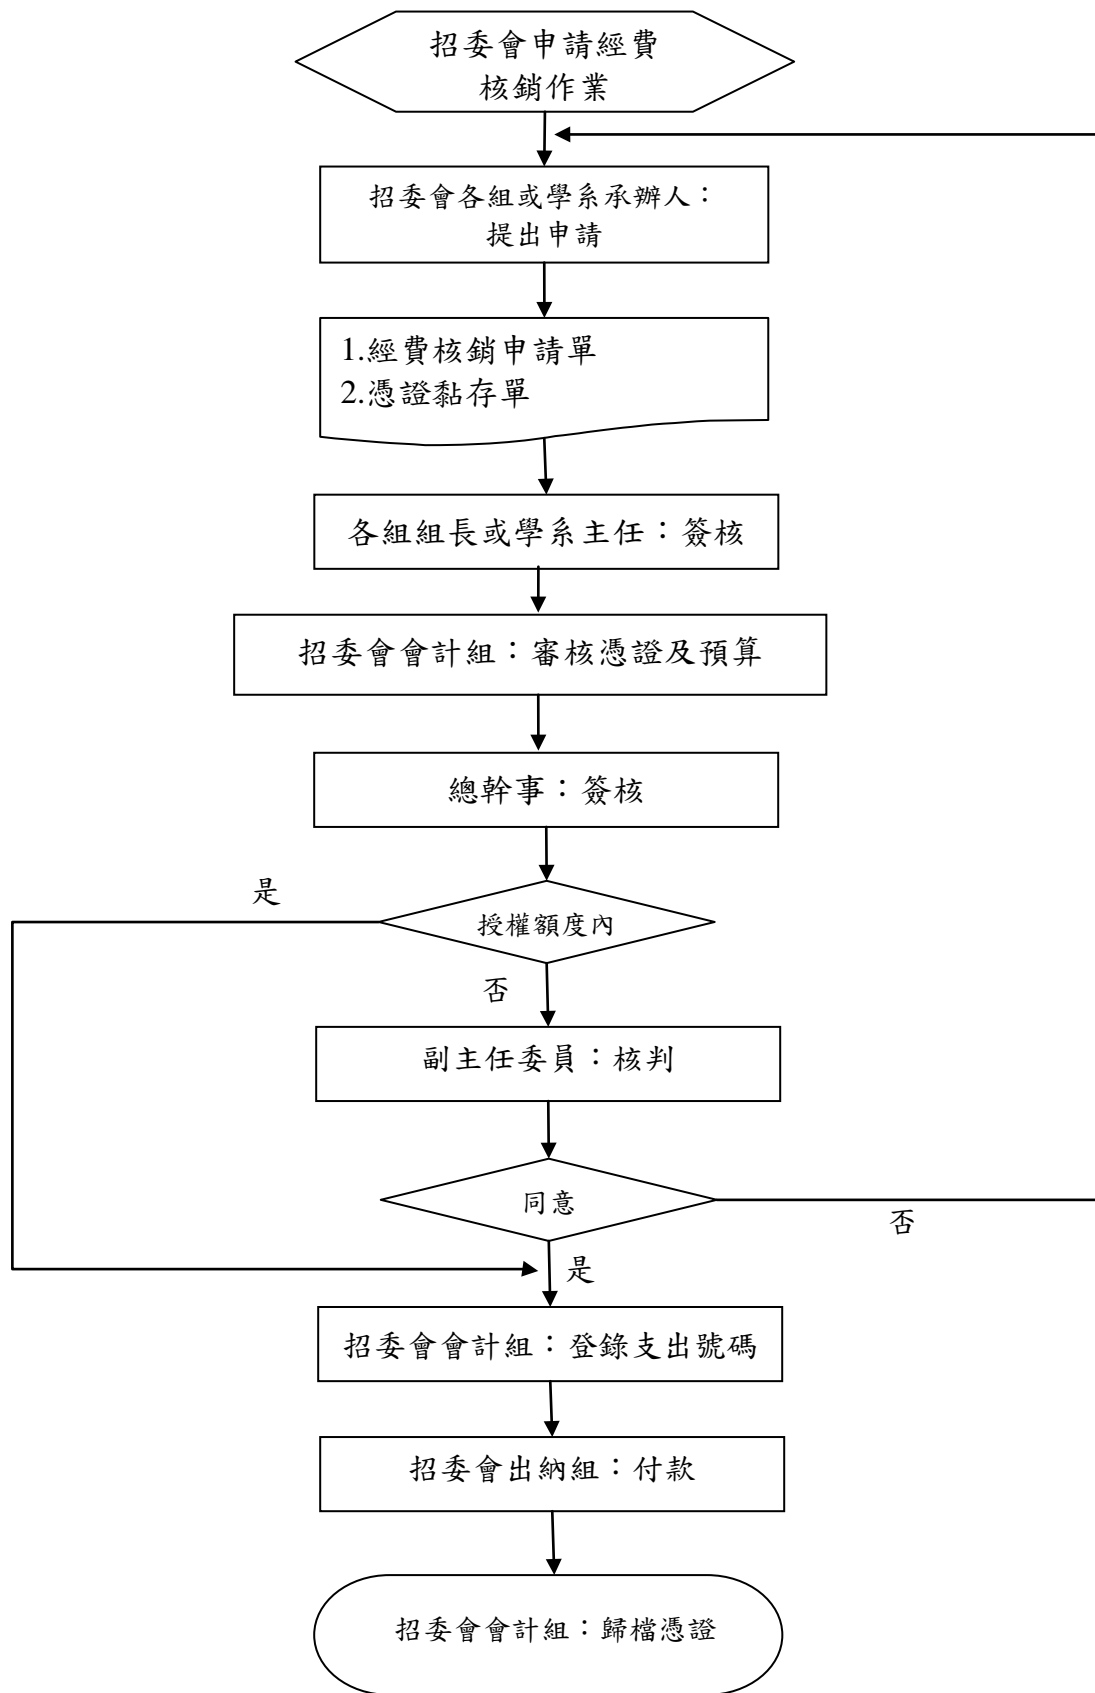 招委會申請經費
核銷作業
招委會各組或學系承辦人：
提出申請
1.經費核銷申請單
2.憑證黏存單
各組組長或學系主任：簽核
招委會會計組：審核憑證及預算
總幹事：簽核
是
授權額度內
否
副主任委員：核判
同意
否
是
招委會會計組：登錄支出號碼
招委會出納組：付款
招委會會計組：歸檔憑證